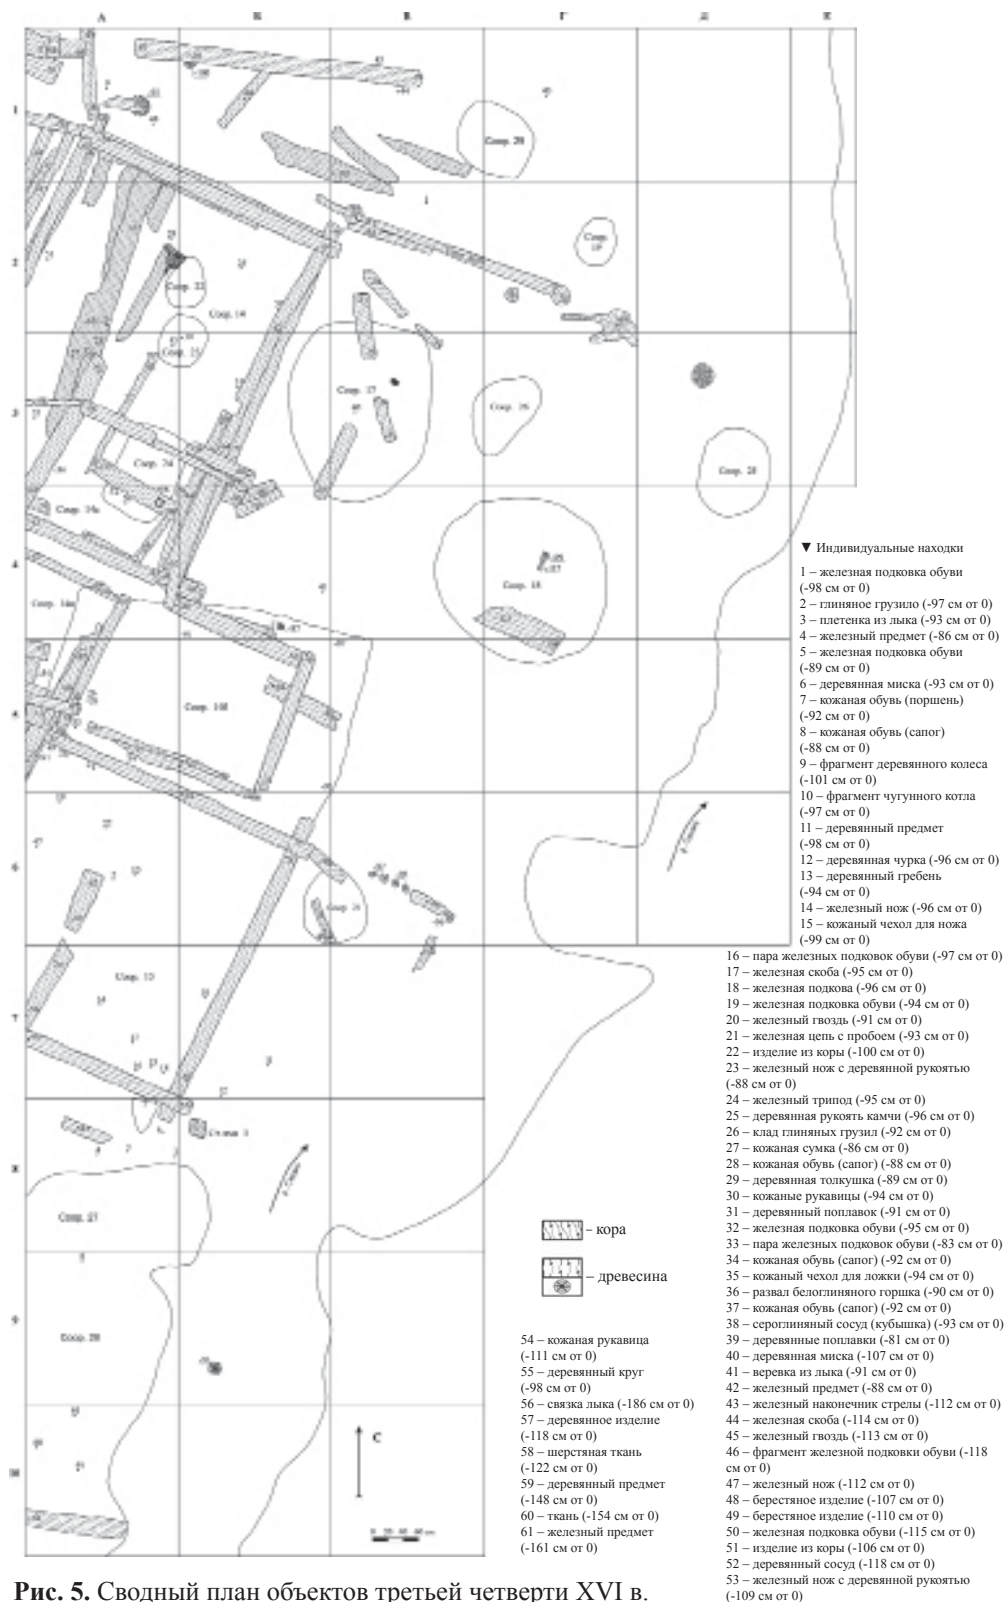 А Б В Г Д Е
1
2
3
4
6
7
8
9
10
Соор. 17
Соор. 18
Соор. 27
▼ Индивидуальные находки
1 – железная подковка обуви
(-98 см от 0)
2 – глиняное грузило (-97 см от 0)
3 – плетенка из лыка (-93 см от 0)
4 – железный предмет (-86 см от 0)
5 – железная подковка обуви
(-89 см от 0)
6 – деревянная миска (-93 см от 0)
7 – кожаная обувь (поршень)
(-92 см от 0)
8 – кожаная обувь (сапог)
(-88 см от 0)
9 – фрагмент деревянного колеса
(-101 см от 0)
10 – фрагмент чугунного котла
(-97 см от 0)
11 – деревянный предмет
(-98 см от 0)
12 – деревянная чурка (-96 см от 0)
13 – деревянный гребень
(-94 см от 0)
14 – железный нож (-96 см от 0)
15 – кожаный чехол для ножа
(-99 см от 0)
16 – пара железных подковок обуви (-97 см от 0)
17 – железная скоба (-95 см от 0)
18 – железная подкова (-96 см от 0)
19 – железная подковка обуви (-94 см от 0)
20 – железный гвоздь (-91 см от 0)
21 – железная цепь с пробоем (-93 см от 0)
22 – изделие из коры (-100 см от 0)
23 – железный нож с деревянной рукоятью
(-88 см от 0)
24 – железный трипод (-95 см от 0)
25 – деревянная рукоять камчи (-96 см от 0)
26 – клад глиняных грузил (-92 см от 0)
27 – кожаная сумка (-86 см от 0)
28 – кожаная обувь (сапог) (-88 см от 0)
29 – деревянная толкушка (-89 см от 0)
30 – кожаные рукавицы (-94 см от 0)
31 – деревянный поплавок (-91 см от 0)
32 – железная подковка обуви (-95 см от 0)
33 – пара железных подковок обуви (-83 см от 0)
34 – кожаная обувь (сапог) (-92 см от 0)
35 – кожаный чехол для ложки (-94 см от 0)
36 – развал белоглиняного горшка (-90 см от 0)
37 – кожаная обувь (сапог) (-92 см от 0)
38 – сероглиняный сосуд (кубышка) (-93 см от 0)
39 – деревянные поплавки (-81 см от 0)
40 – деревянная миска (-107 см от 0)
41 – веревка из лыка (-91 см от 0)
42 – железный предмет (-88 см от 0)
43 – железный наконечник стрелы (-112 см от 0)
44 – железная скоба (-114 см от 0)
45 – железный гвоздь (-113 см от 0)
46 – фрагмент железной подковки обуви (-118
см от 0)
47 – железный нож (-112 см от 0)
48 – берестяное изделие (-107 см от 0)
49 – берестяное изделие (-110 см от 0)
50 – железная подковка обуви (-115 см от 0)
51 – изделие из коры (-106 см от 0)
52 – деревянный сосуд (-118 см от 0)
53 – железный нож с деревянной рукоятью
(-109 см от 0)
– кора
– древесина
54 – кожаная рукавица
(-111 см от 0)
55 – деревянный круг
(-98 см от 0)
56 – связка лыка (-186 см от 0)
57 – деревянное изделие
(-118 см от 0)
58 – шерстяная ткань
(-122 см от 0)
59 – деревянный предмет
(-148 см от 0)
60 – ткань (-154 см от 0)
61 – железный предмет
(-161 см от 0)
С
Рис. 5. Сводный план объектов третьей четверти XVI в.